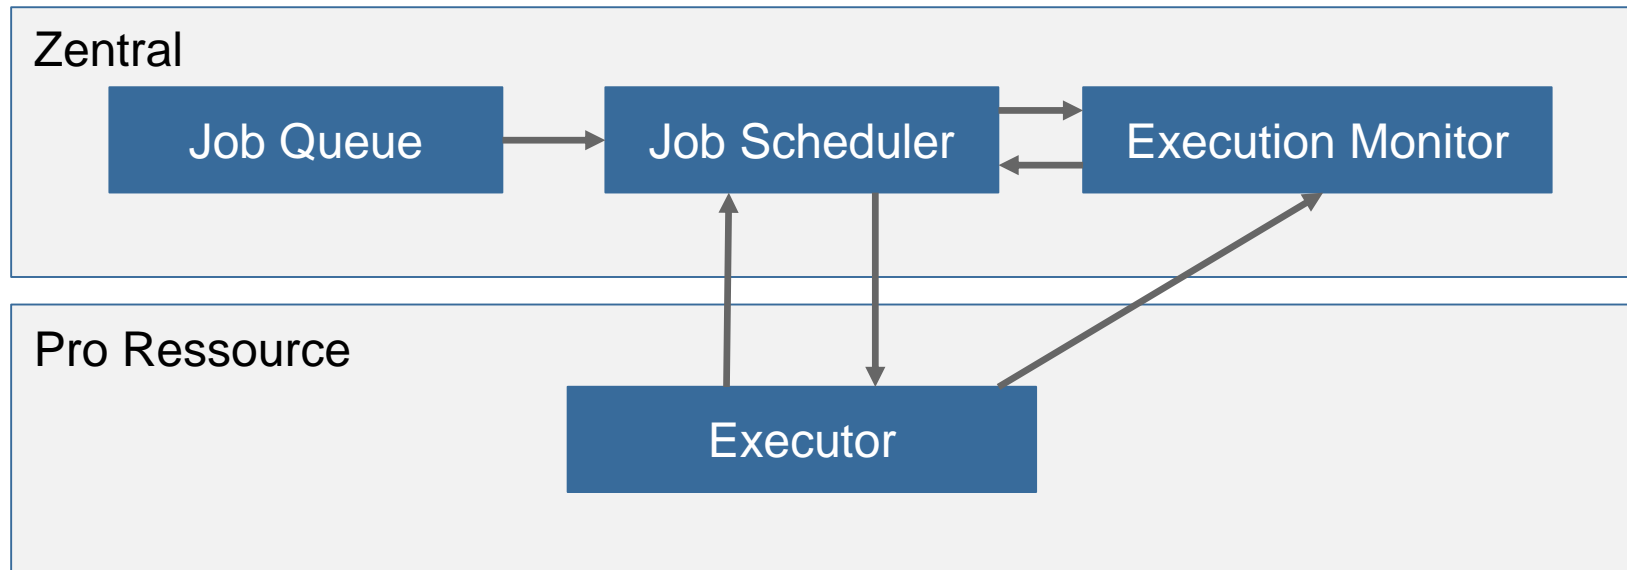 Zentral
Job Queue
Job Scheduler
Execution Monitor
Pro Ressource
Executor